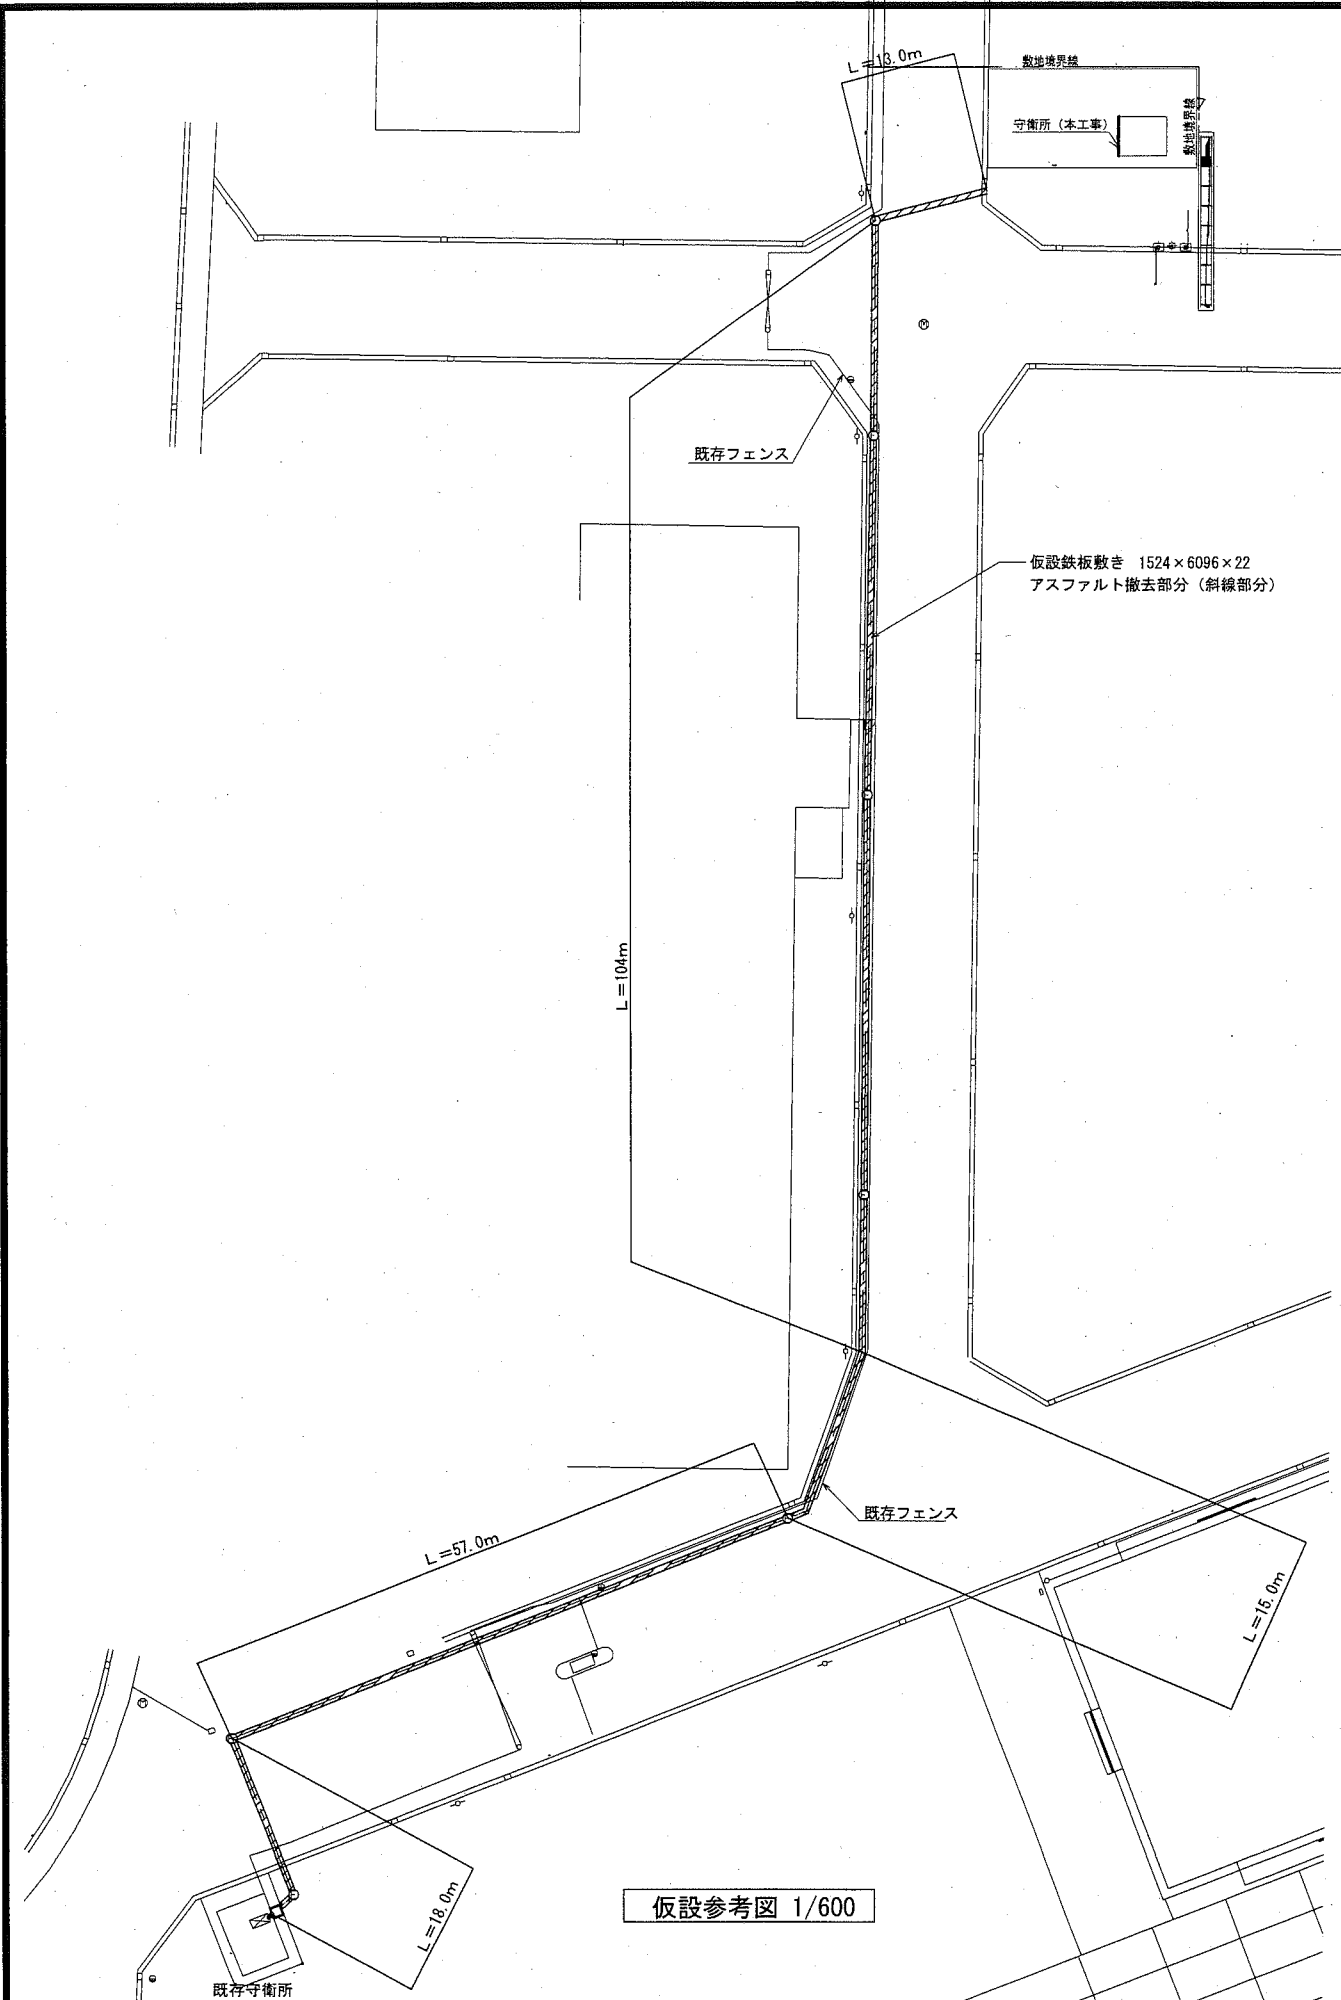 L=13.0m
敷地境界線
敷地境界線
守衛所（本工事）
既存フェンス
仮設鉄板敷き 1524×6096×22
アスファルト撤去部分（斜線部分）
L=104m
既存フェンス
L=57.0m
L=15.0m
L=18.0m
仮設参考図 1/600
既存守衛所